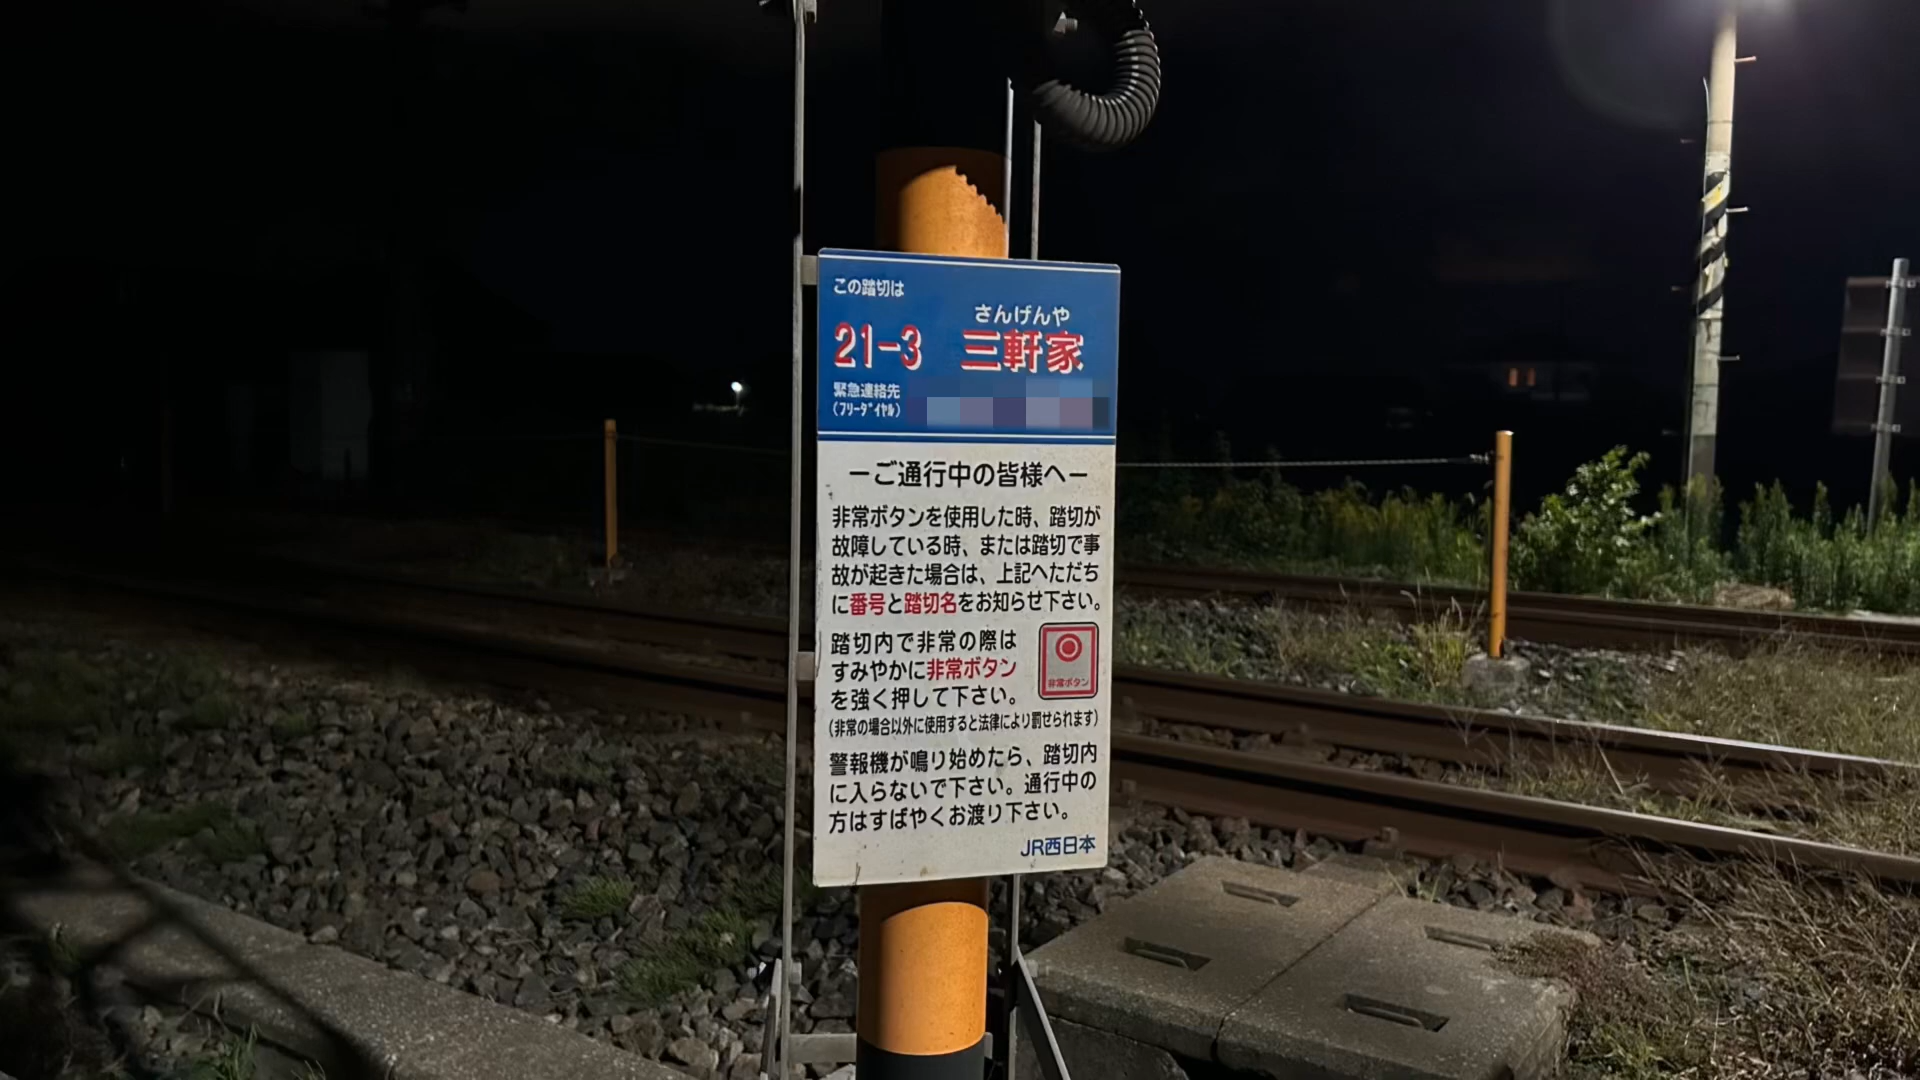 この踏切は
さんげんや
21-3 三軒家
緊急連絡先
(フリーダイヤル)
ーご通行中の皆様へー
非常ボタンを使用した時、踏切が
故障している時、または踏切で事
故が起きた場合は、上記へただち
に番号と踏切名をお知らせ下さい。
踏切内で非常の際は
すみやかに非常ボタン
を強く押して下さい。
非常ボタン
(非常の場合以外に使用すると法律により罰せられます)
警報機が鳴り始めたら、踏切内
に入らないで下さい。通行中の
方はすばやくお渡り下さい。
JR西日本